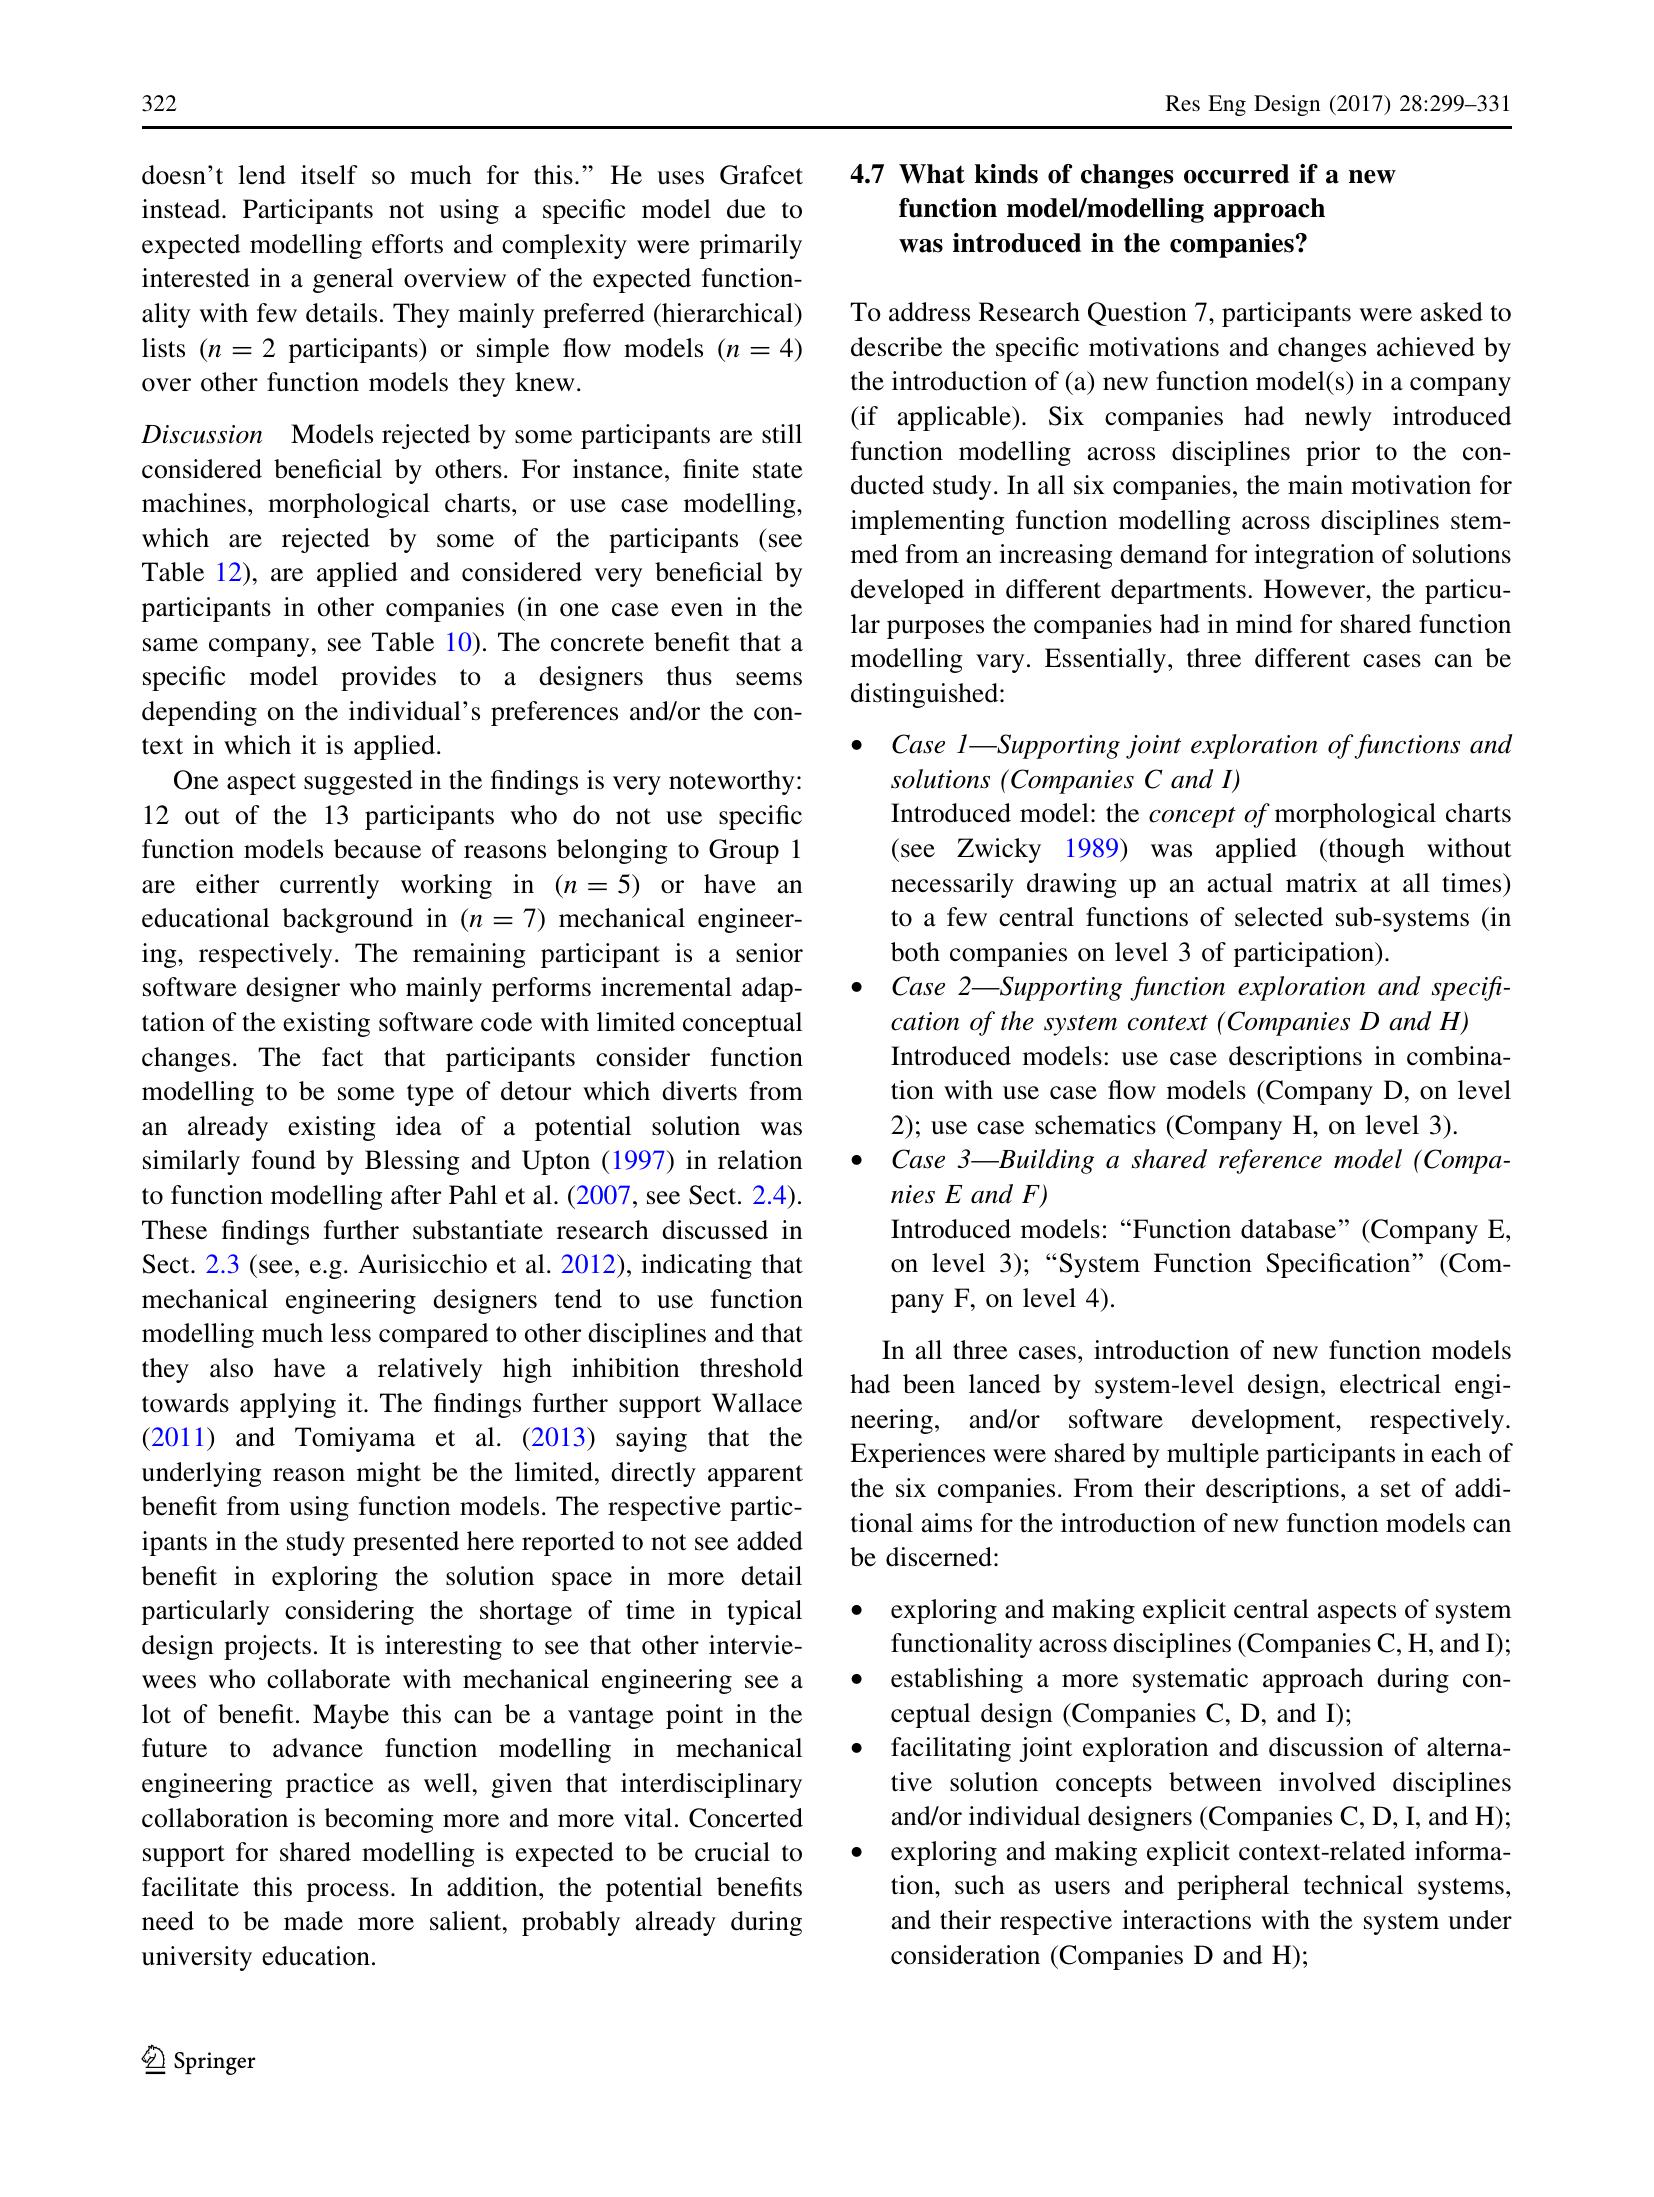 322
Res Eng Design (2017) 28:299–331
doesn't lend itself so much for this.” He uses Grafcet
instead. Participants not using a specific model due to
expected modelling efforts and complexity were primarily
interested in a general overview of the expected function-
ality with few details. They mainly preferred (hierarchical)
lists (n = 2 participants) or simple flow models (n = 4)
over other function models they knew.
Discussion Models rejected by some participants are still
considered beneficial by others. For instance, finite state
machines, morphological charts, or use case modelling,
which are rejected by some of the participants (see
Table 12), are applied and considered very beneficial by
participants in other companies (in one case even in the
same company, see Table 10). The concrete benefit that a
specific model provides to a designers thus seems
depending on the individual's preferences and/or the con-
text in which it is applied.
One aspect suggested in the findings is very noteworthy:
12 out of the 13 participants who do not use specific
function models because of reasons belonging to Group 1
are either currently working in (n = 5) or have an
educational background in (n = 7) mechanical engineer-
ing, respectively. The remaining participant is a senior
software designer who mainly performs incremental adap-
tation of the existing software code with limited conceptual
changes. The fact that participants consider function
modelling to be some type of detour which diverts from
an already existing idea of a potential solution was
similarly found by Blessing and Upton (1997) in relation
to function modelling after Pahl et al. (2007, see Sect. 2.4).
These findings further substantiate research discussed in
Sect. 2.3 (see, e.g. Aurisicchio et al. 2012), indicating that
mechanical engineering designers tend to use function
modelling much less compared to other disciplines and that
they also have a relatively high inhibition threshold
towards applying it. The findings further support Wallace
(2011) and Tomiyama et al. (2013) saying that the
underlying reason might be the limited, directly apparent
benefit from using function models. The respective partic-
ipants in the study presented here reported to not see added
benefit in exploring the solution space in more detail
particularly considering the shortage of time in typical
design projects. It is interesting to see that other intervie-
wees who collaborate with mechanical engineering see a
lot of benefit. Maybe this can be a vantage point in the
future to advance function modelling in mechanical
engineering practice as well, given that interdisciplinary
collaboration is becoming more and more vital. Concerted
support for shared modelling is expected to be crucial to
facilitate this process. In addition, the potential benefits
need to be made more salient, probably already during
university education.
4.7 What kinds of changes occurred if a new
function model/modelling approach
was introduced in the companies?
To address Research Question 7, participants were asked to
describe the specific motivations and changes achieved by
the introduction of (a) new function model(s) in a company
(if applicable). Six companies had newly introduced
function modelling across disciplines prior to the con-
ducted study. In all six companies, the main motivation for
implementing function modelling across disciplines stem-
med from an increasing demand for integration of solutions
developed in different departments. However, the particu-
lar purposes the companies had in mind for shared function
modelling vary. Essentially, three different cases can be
distinguished:
• Case 1—Supporting joint exploration of functions and
solutions (Companies C and I)
Introduced model: the concept of morphological charts
(see Zwicky 1989) was applied (though without
necessarily drawing up an actual matrix at all times)
to a few central functions of selected sub-systems (in
both companies on level 3 of participation).
• Case 2—Supporting function exploration and specifi-
cation of the system context (Companies D and H)
Introduced models: use case descriptions in combina-
tion with use case flow models (Company D, on level
2); use case schematics (Company H, on level 3).
• Case 3—Building a shared reference model (Compa-
nies E and F)
Introduced models: “Function database” (Company E,
on level 3); “System Function Specification” (Com-
pany F, on level 4).
In all three cases, introduction of new function models
had been lanced by system-level design, electrical engi-
neering, and/or software development, respectively.
Experiences were shared by multiple participants in each of
the six companies. From their descriptions, a set of addi-
tional aims for the introduction of new function models can
be discerned:
• exploring and making explicit central aspects of system
functionality across disciplines (Companies C, H, and I);
• establishing a more systematic approach during con-
ceptual design (Companies C, D, and I);
• facilitating joint exploration and discussion of alterna-
tive solution concepts between involved disciplines
and/or individual designers (Companies C, D, I, and H);
• exploring and making explicit context-related informa-
tion, such as users and peripheral technical systems,
and their respective interactions with the system under
consideration (Companies D and H);
Springer